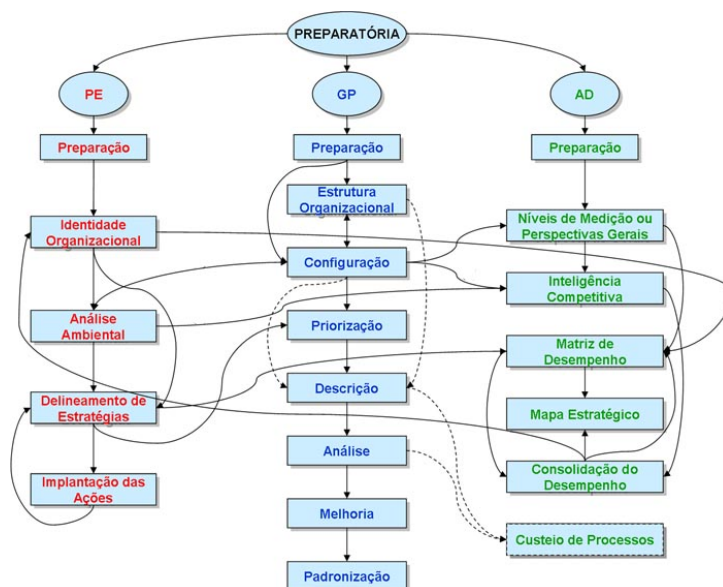 PREPARATÓRIA
PE
GP
AD
Preparação
Preparação
Preparação
Estrutura
Organizacional
Identidade
Organizacional
Níveis de Medição ou
Perspectivas Gerais
Configuração
Inteligência
Competitiva
Análise
Ambiental
Priorização
Matriz de
Desempenho
Delineamento de
Estratégias
Descrição
Mapa Estratégico
Análise
Implantação das
Ações
Consolidação do
Desempenho
Melhoria
Custeio de Processos
Padronização